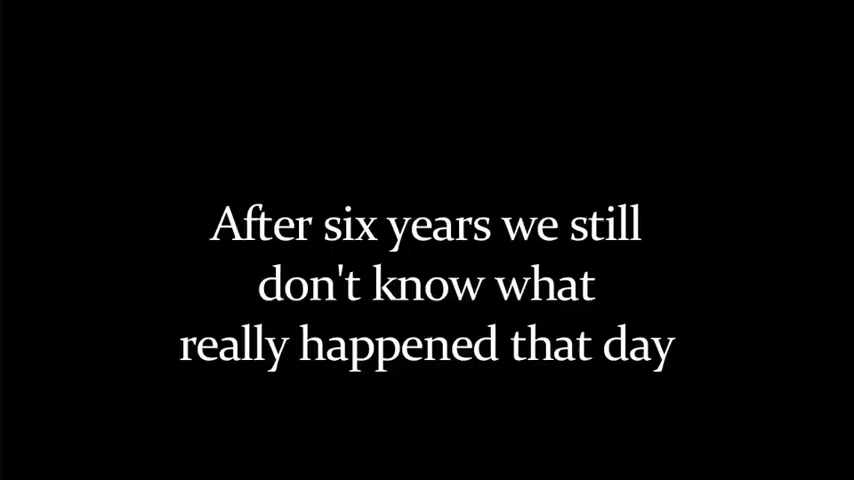 After six years we still
don't know what
really happened that day